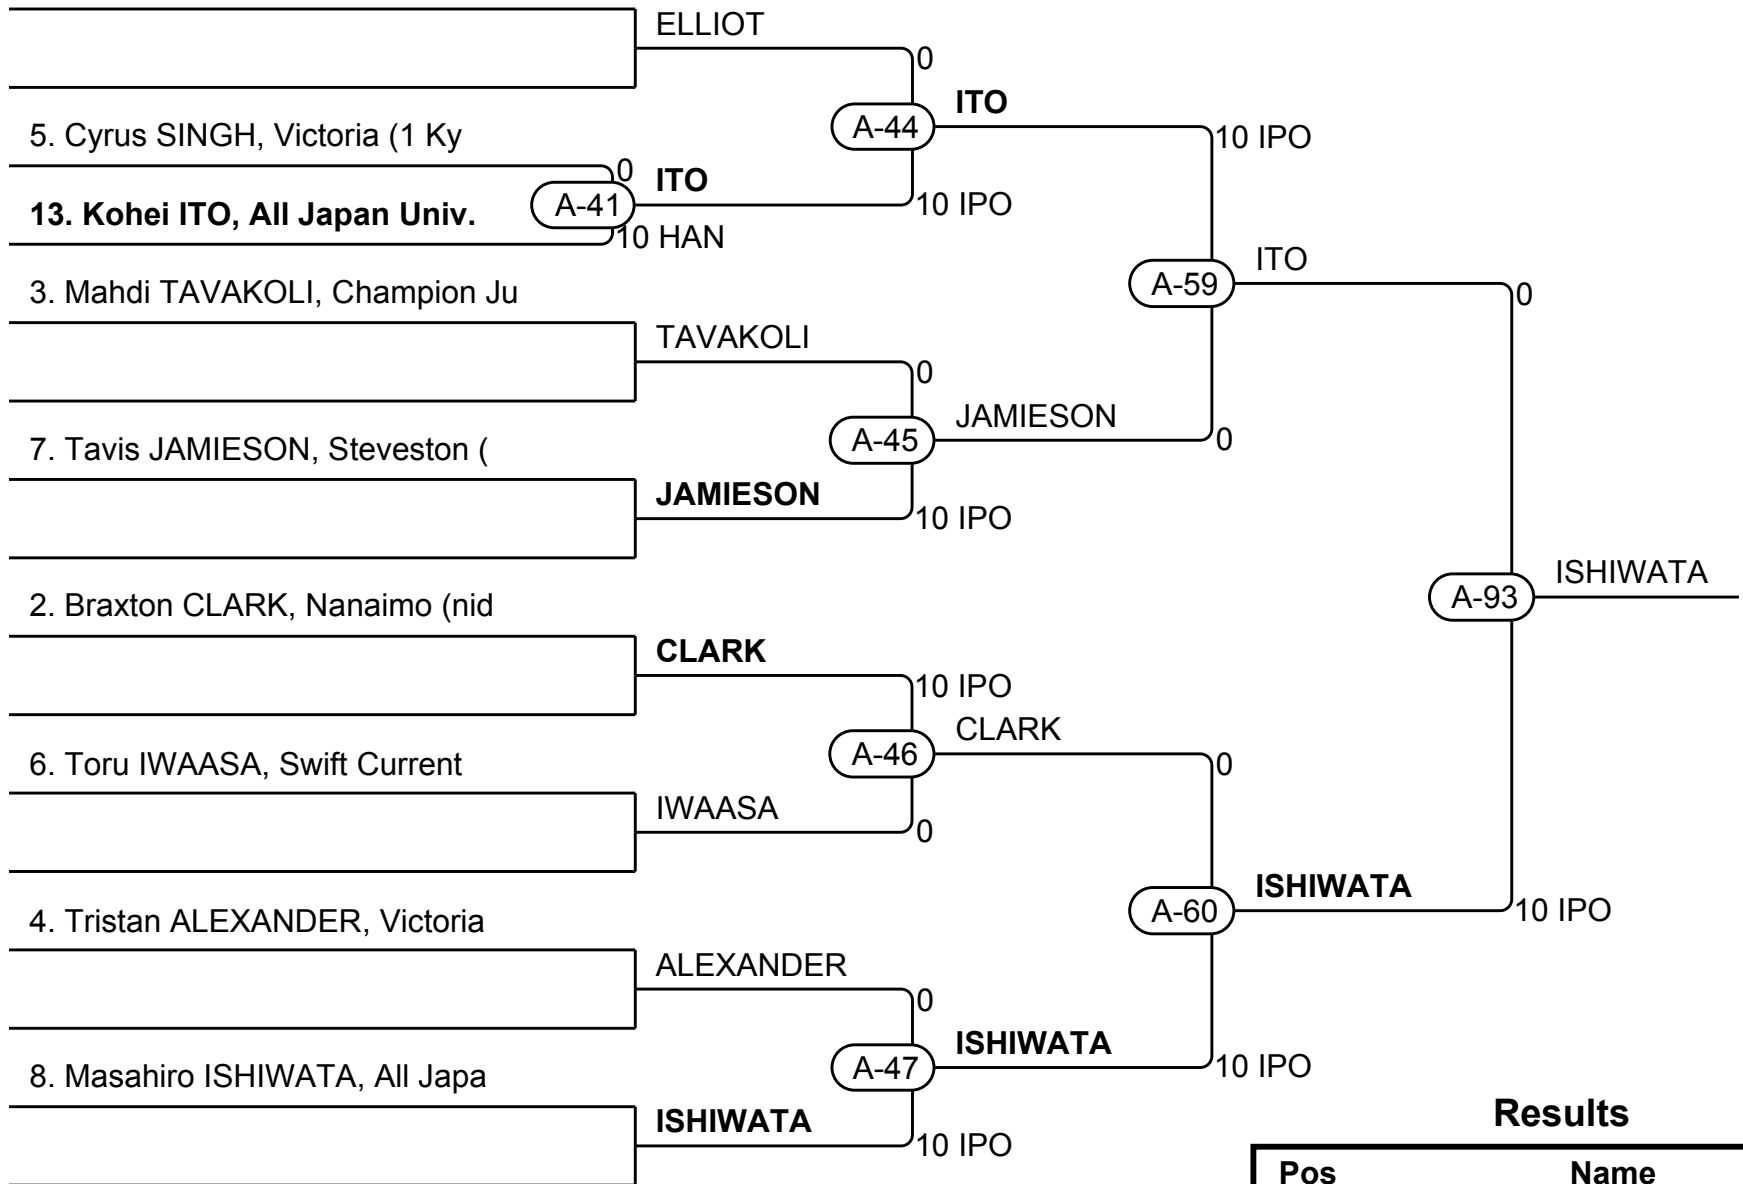 ELLIOT
0
ITO
A-44
10 IPO
5. Cyrus SINGH, Victoria (1 Ky
0
ITO
A-41
10 IPO
13. Kohei ITO, All Japan Univ.
10 HAN
ITO
A-59
0
3. Mahdi TAVAKOLI, Champion Ju
TAVAKOLI
0
JAMIESON
A-45
0
7. Tavis JAMIESON, Steveston (
JAMIESON
10 IPO
ISHIWATA
A-93
2. Braxton CLARK, Nanaimo (nid
CLARK
10 IPO
CLARK
A-46
0
6. Toru IWAASA, Swift Current
IWAASA
0
ISHIWATA
A-60
10 IPO
4. Tristan ALEXANDER, Victoria
ALEXANDER
0
ISHIWATA
A-47
10 IPO
8. Masahiro ISHIWATA, All Japa
ISHIWATA
10 IPO
Results
Pos Name